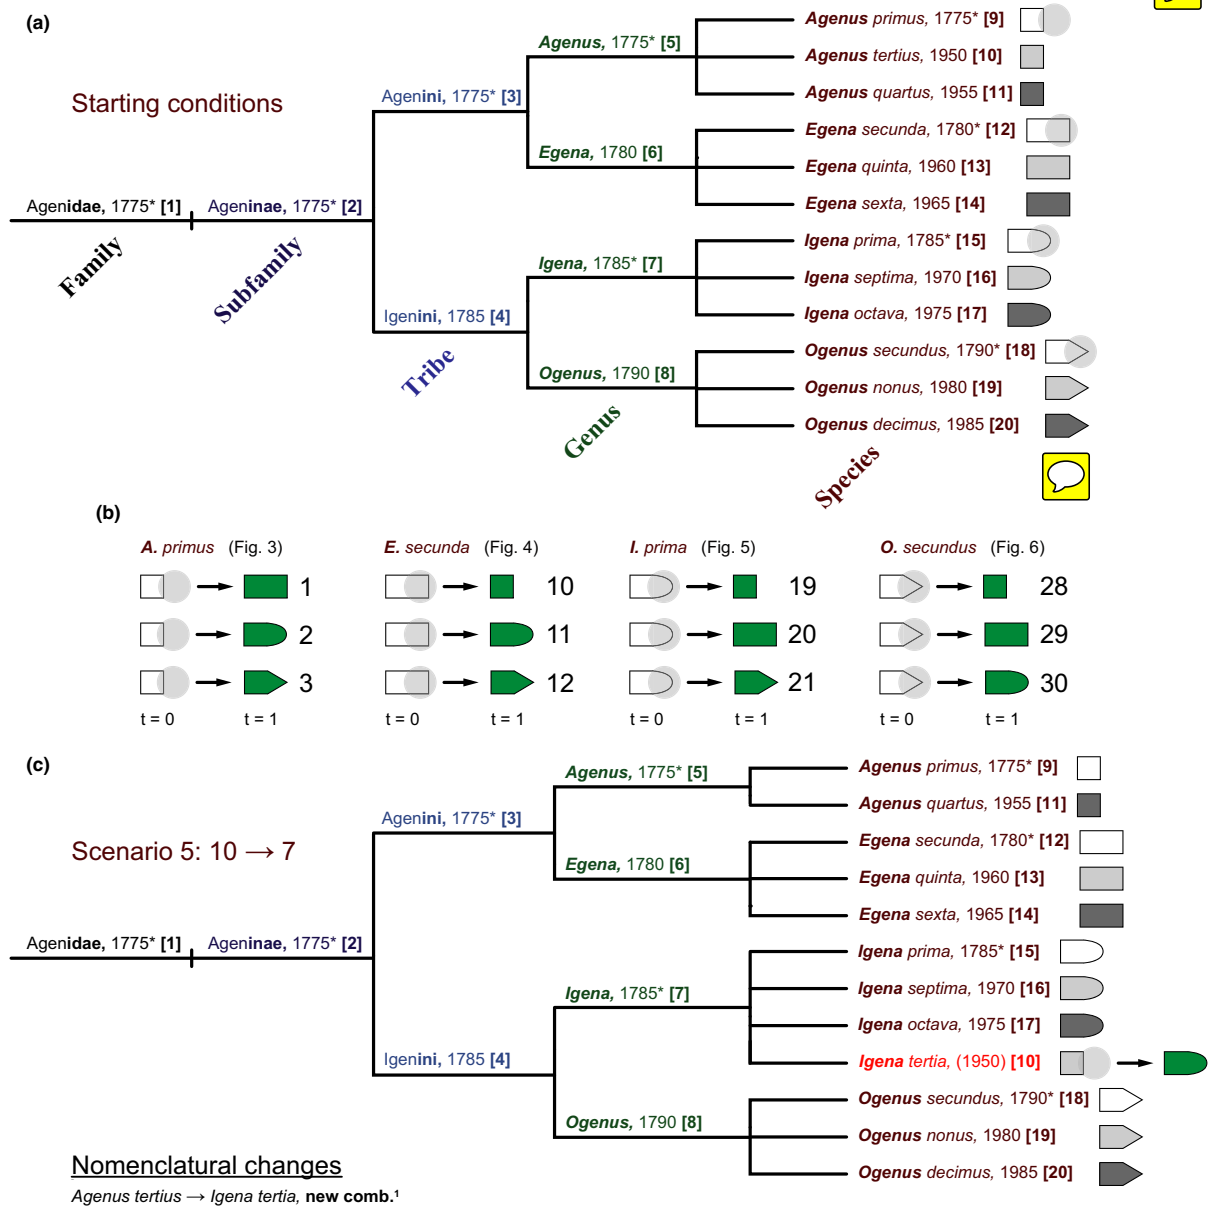 (a)
Starting conditions
Agenidae, 1775* [1]
Ageninae, 1775* [2]
Agenini, 1775* [3]
Igenini, 1785 [4]
Agenus, 1775* [5]
Egena, 1780 [6]
Igena, 1785* [7]
Ogenus, 1790 [8]
Agenus primus, 1775* [9]
Agenus tertius, 1950 [10]
Agenus quartus, 1955 [11]
Egena secunda, 1780* [12]
Egena quinta, 1960 [13]
Egena sexta, 1965 [14]
Igena prima, 1785* [15]
Igena septima, 1970 [16]
Igena octava, 1975 [17]
Ogenus secundus, 1790* [18]
Ogenus nonus, 1980 [19]
Ogenus decimus, 1985 [20]
Family
Subfamily
Tribe
Genus
Species
(b)
A. primus (Fig. 3)
1
2
3
t = 0 t = 1
E. secunda (Fig. 4)
10
11
12
t = 0 t = 1
I. prima (Fig. 5)
19
20
21
t = 0 t = 1
O. secundus (Fig. 6)
28
29
30
t = 0 t = 1
(c)
Scenario 5: 10 → 7
Agenidae, 1775* [1]
Ageninae, 1775* [2]
Agenini, 1775* [3]
Igenini, 1785 [4]
Agenus, 1775* [5]
Egena, 1780 [6]
Igena, 1785* [7]
Ogenus, 1790 [8]
Agenus primus, 1775* [9]
Agenus quartus, 1955 [11]
Egena secunda, 1780* [12]
Egena quinta, 1960 [13]
Egena sexta, 1965 [14]
Igena prima, 1785* [15]
Igena septima, 1970 [16]
Igena octava, 1975 [17]
Igena tertia, (1950) [10]
Ogenus secundus, 1790* [18]
Ogenus nonus, 1980 [19]
Ogenus decimus, 1985 [20]
Nomenclatural changes
Agenus tertius → Igena tertia, new comb.¹